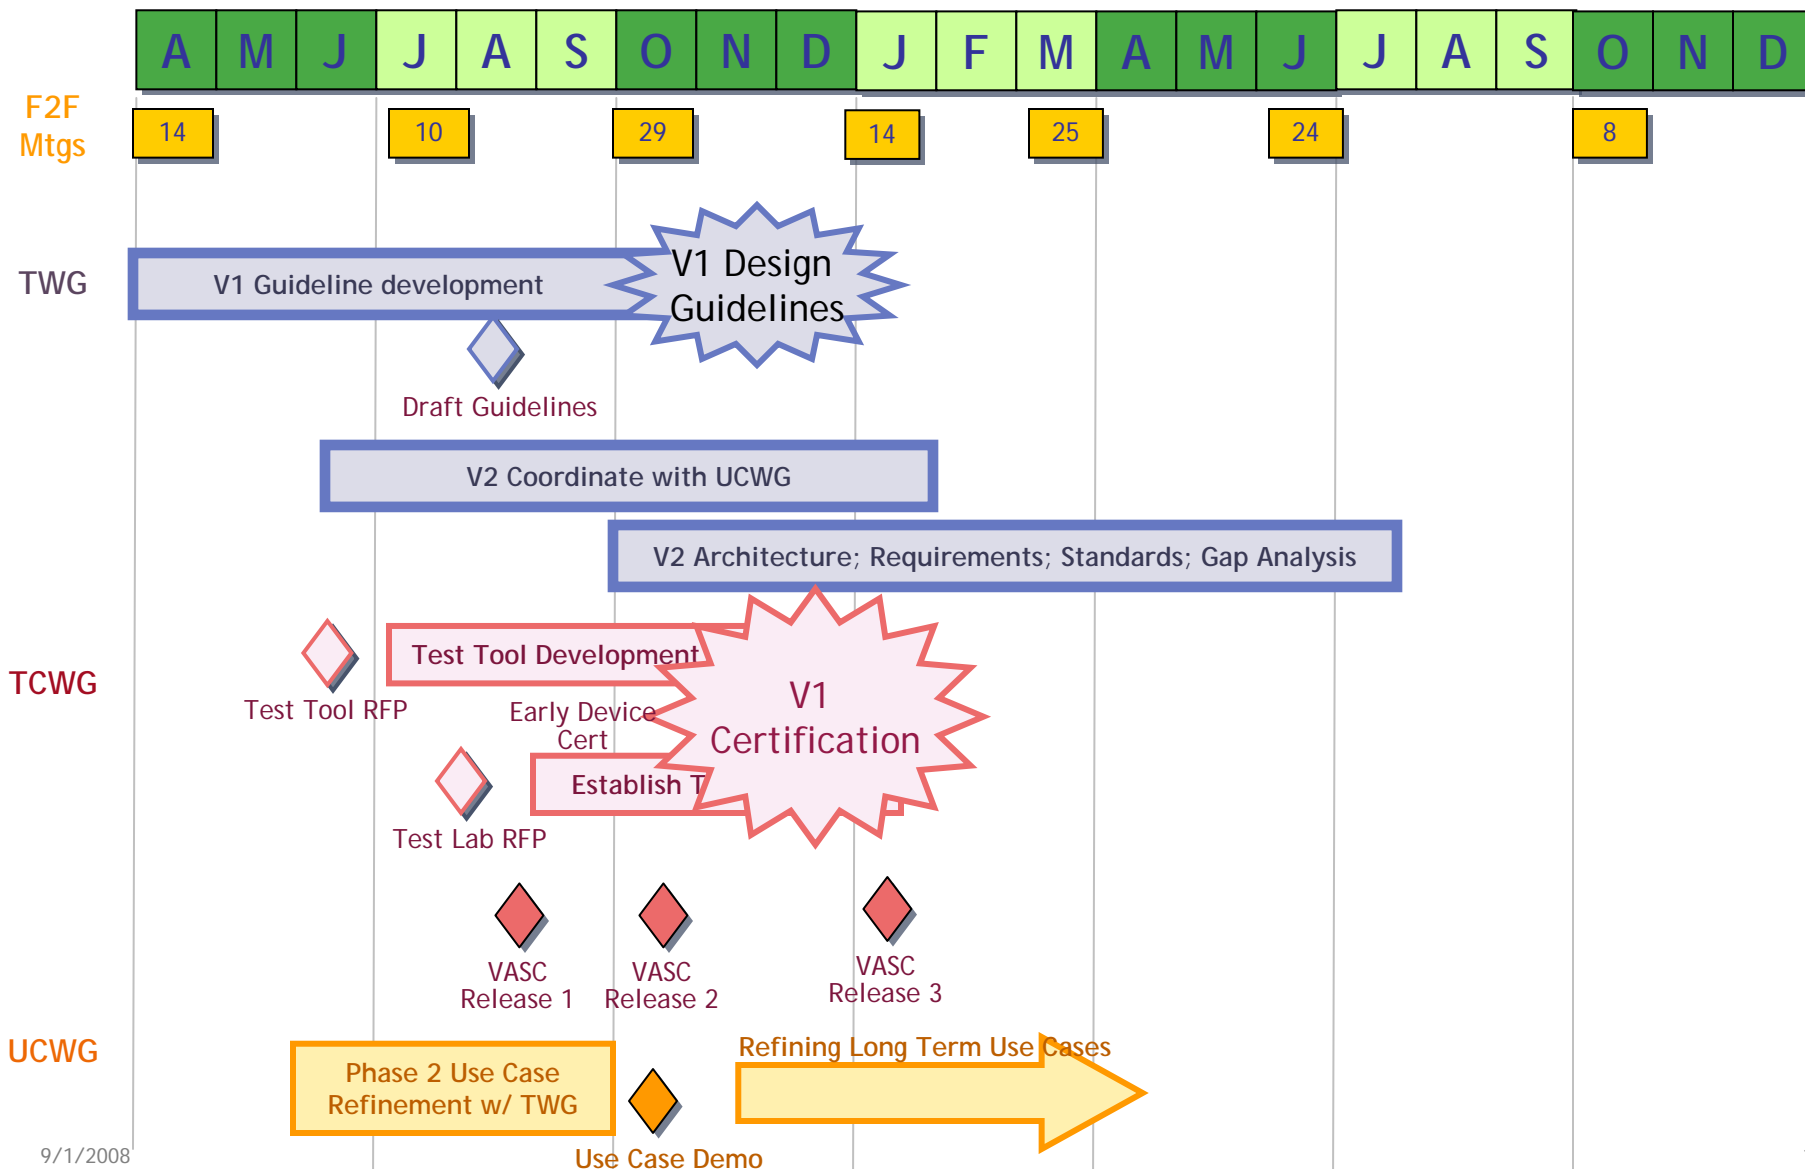 A M J J A S O N D J F M A M J J A S O N D
F2F
Mtgs
14 10 29 14 25 24 8
TWG
V1 Guideline development
V1 Design
Guidelines
Draft Guidelines
V2 Coordinate with UCWG
V2 Architecture; Requirements; Standards; Gap Analysis
TCWG
Test Tool Development
Test Tool RFP
Early Device
Cert
V1
Certification
Establish T
Test Lab RFP
VASC
Release 1
VASC
Release 2
VASC
Release 3
UCWG
Refining Long Term Use Cases
Phase 2 Use Case
Refinement w/ TWG
Use Case Demo
9/1/2008